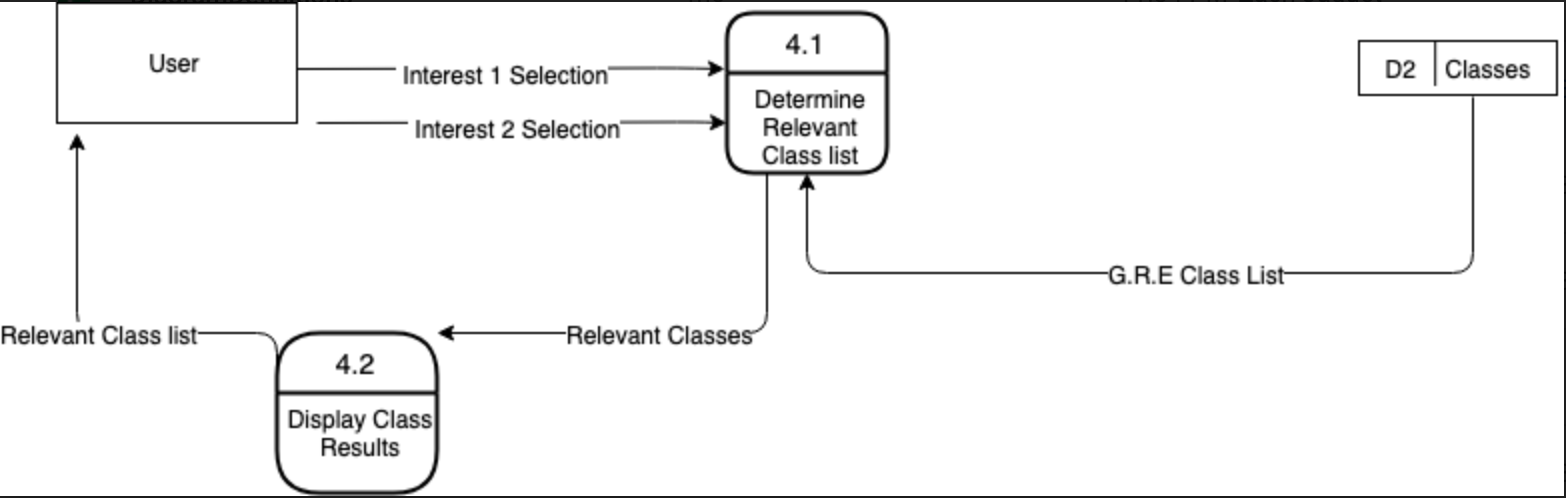 User
Interest 1 Selection
Interest 2 Selection
4.1
Determine
Relevant
Class list
D2 Classes
G.R.E Class List
Relevant Classes
Relevant Class list
4.2
Display Class
Results